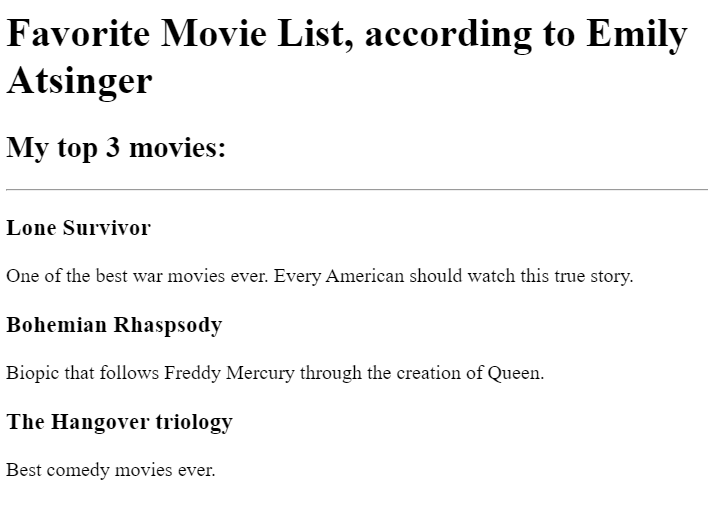 Favorite Movie List, according to Emily
Atsinger
My top 3 movies:
Lone Survivor
One of the best war movies ever. Every American should watch this true story.
Bohemian Rhaspsody
Biopic that follows Freddy Mercury through the creation of Queen.
The Hangover triology
Best comedy movies ever.